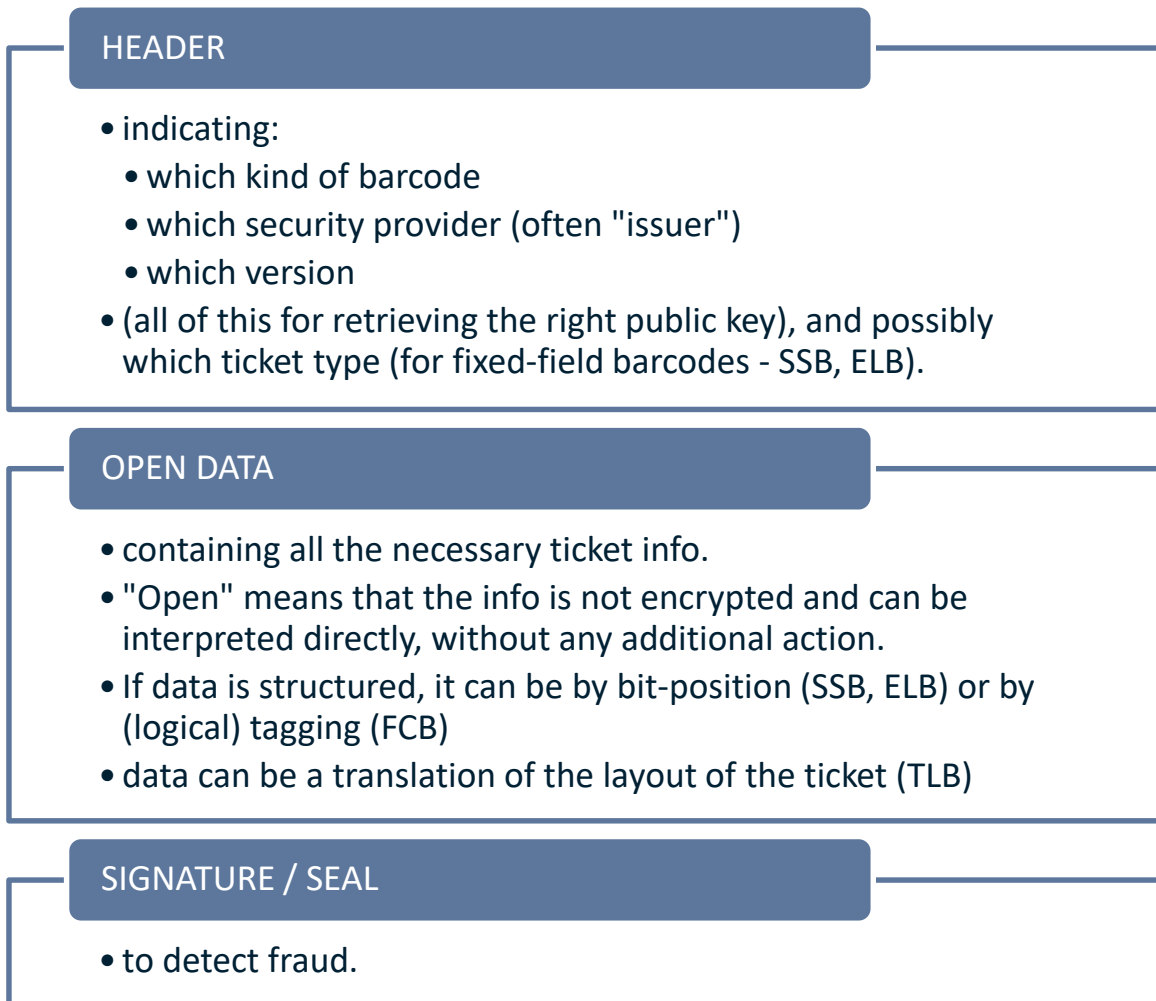 HEADER
• indicating:
• which kind of barcode
• which security provider (often "issuer")
• which version
• (all of this for retrieving the right public key), and possibly
which ticket type (for fixed-field barcodes - SSB, ELB).
OPEN DATA
• containing all the necessary ticket info.
• "Open" means that the info is not encrypted and can be
interpreted directly, without any additional action.
• If data is structured, it can be by bit-position (SSB, ELB) or by
(logical) tagging (FCB)
• data can be a translation of the layout of the ticket (TLB)
SIGNATURE / SEAL
• to detect fraud.